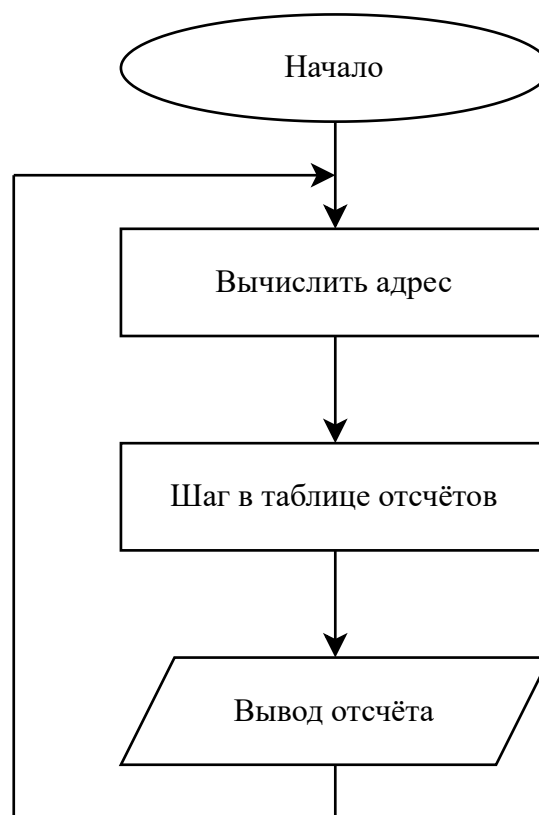 Начало
Вычислить адрес
Шаг в таблице отсчётов
Вывод отсчёта